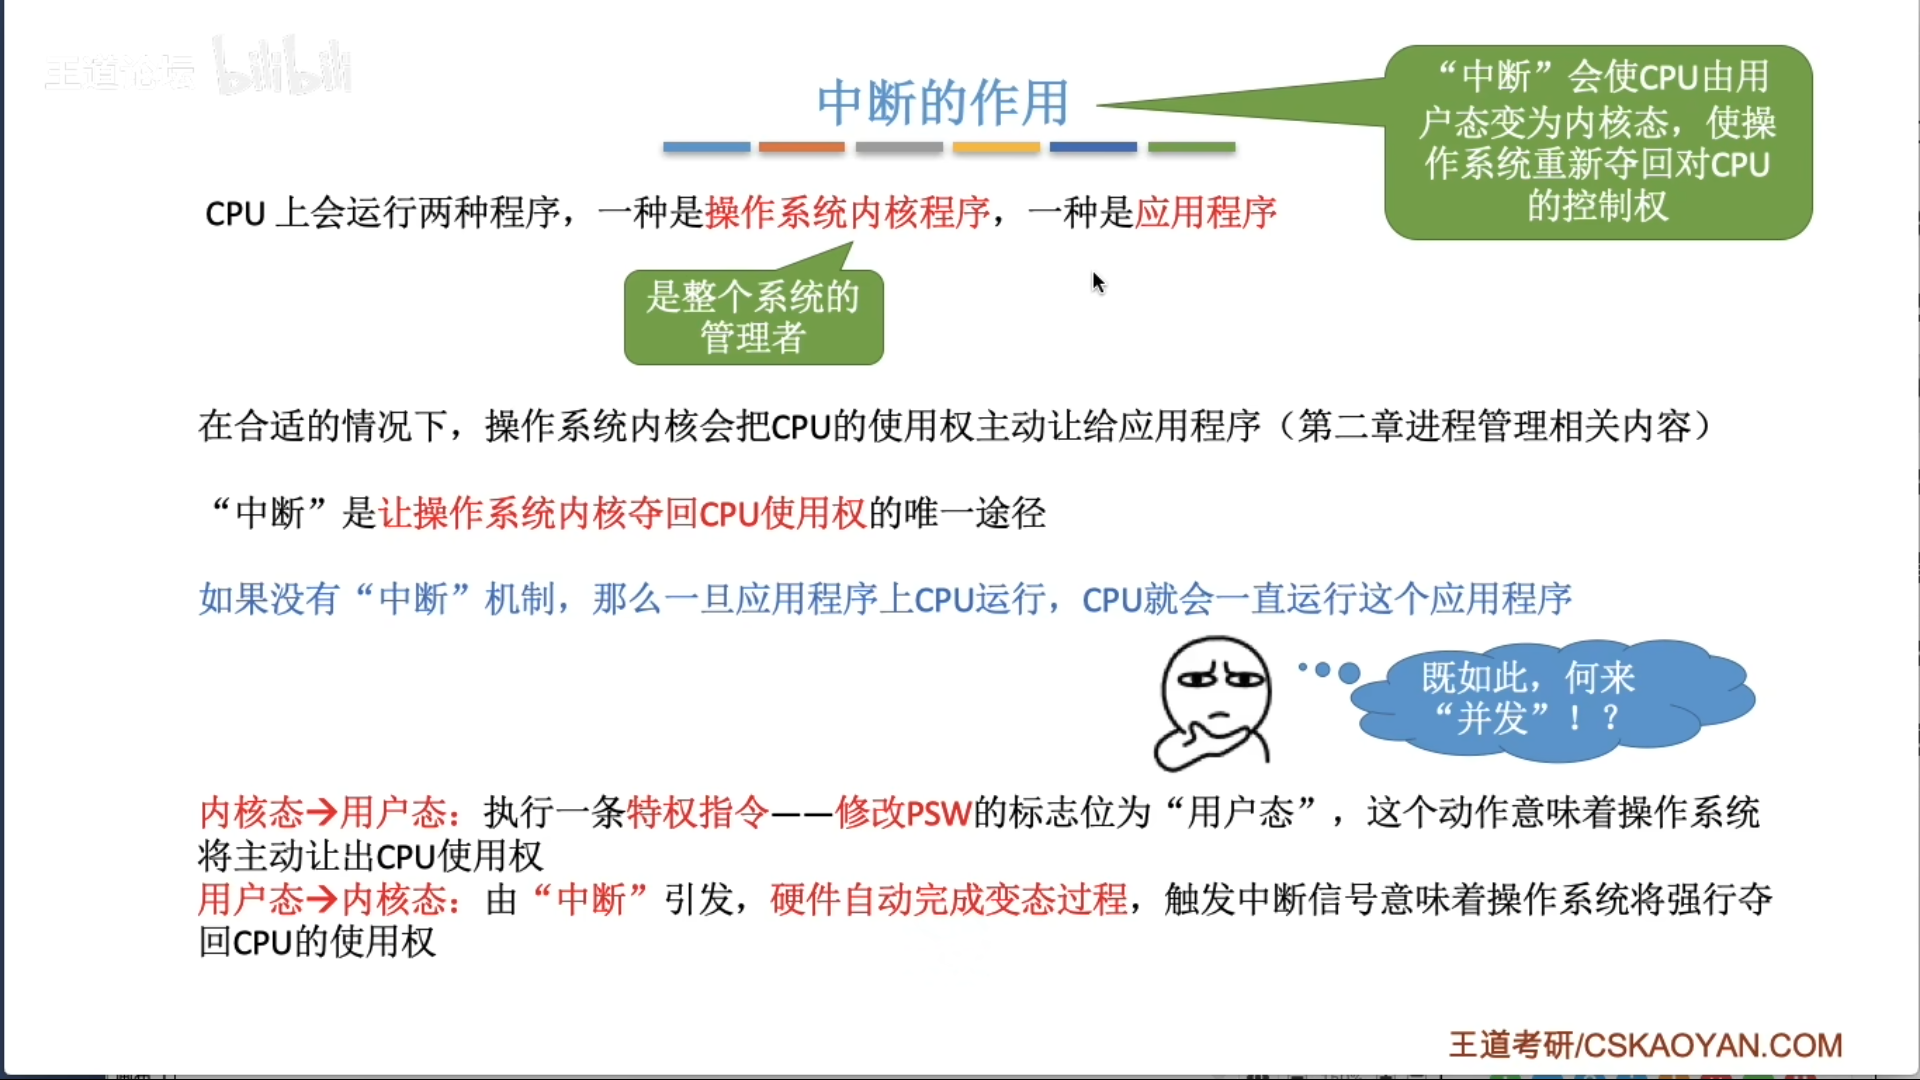 王道论坛 bilibili
中断的作用
“中断”会使CPU由用
户态变为内核态，使操
作系统重新夺回对CPU
的控制权
CPU 上会运行两种程序，一种是操作系统内核程序，一种是应用程序
是整个系统的
管理者
在合适的情况下，操作系统内核会把CPU的使用权主动让给应用程序（第二章进程管理相关内容）
“中断”是让操作系统内核夺回CPU使用权的唯一途径
如果没有“中断”机制，那么一旦应用程序上CPU运行，CPU就会一直运行这个应用程序
既如此，何来
“并发”！？
内核态→用户态：执行一条特权指令——修改PSW的标志位为“用户态”，这个动作意味着操作系统
将主动让出CPU使用权
用户态→内核态：由“中断”引发，硬件自动完成变态过程，触发中断信号意味着操作系统将强行夺
回CPU的使用权
王道考研/CSKAOYAN.COM